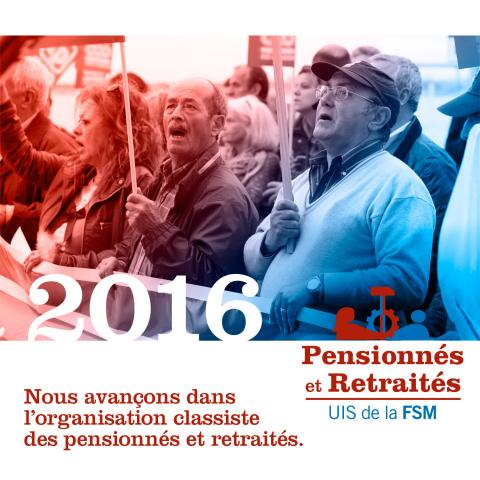 2016
Pensionnés
et Retraités
UIS de la FSM
Nous avançons dans
l'organisation classiste
des pensionnés et retraités.